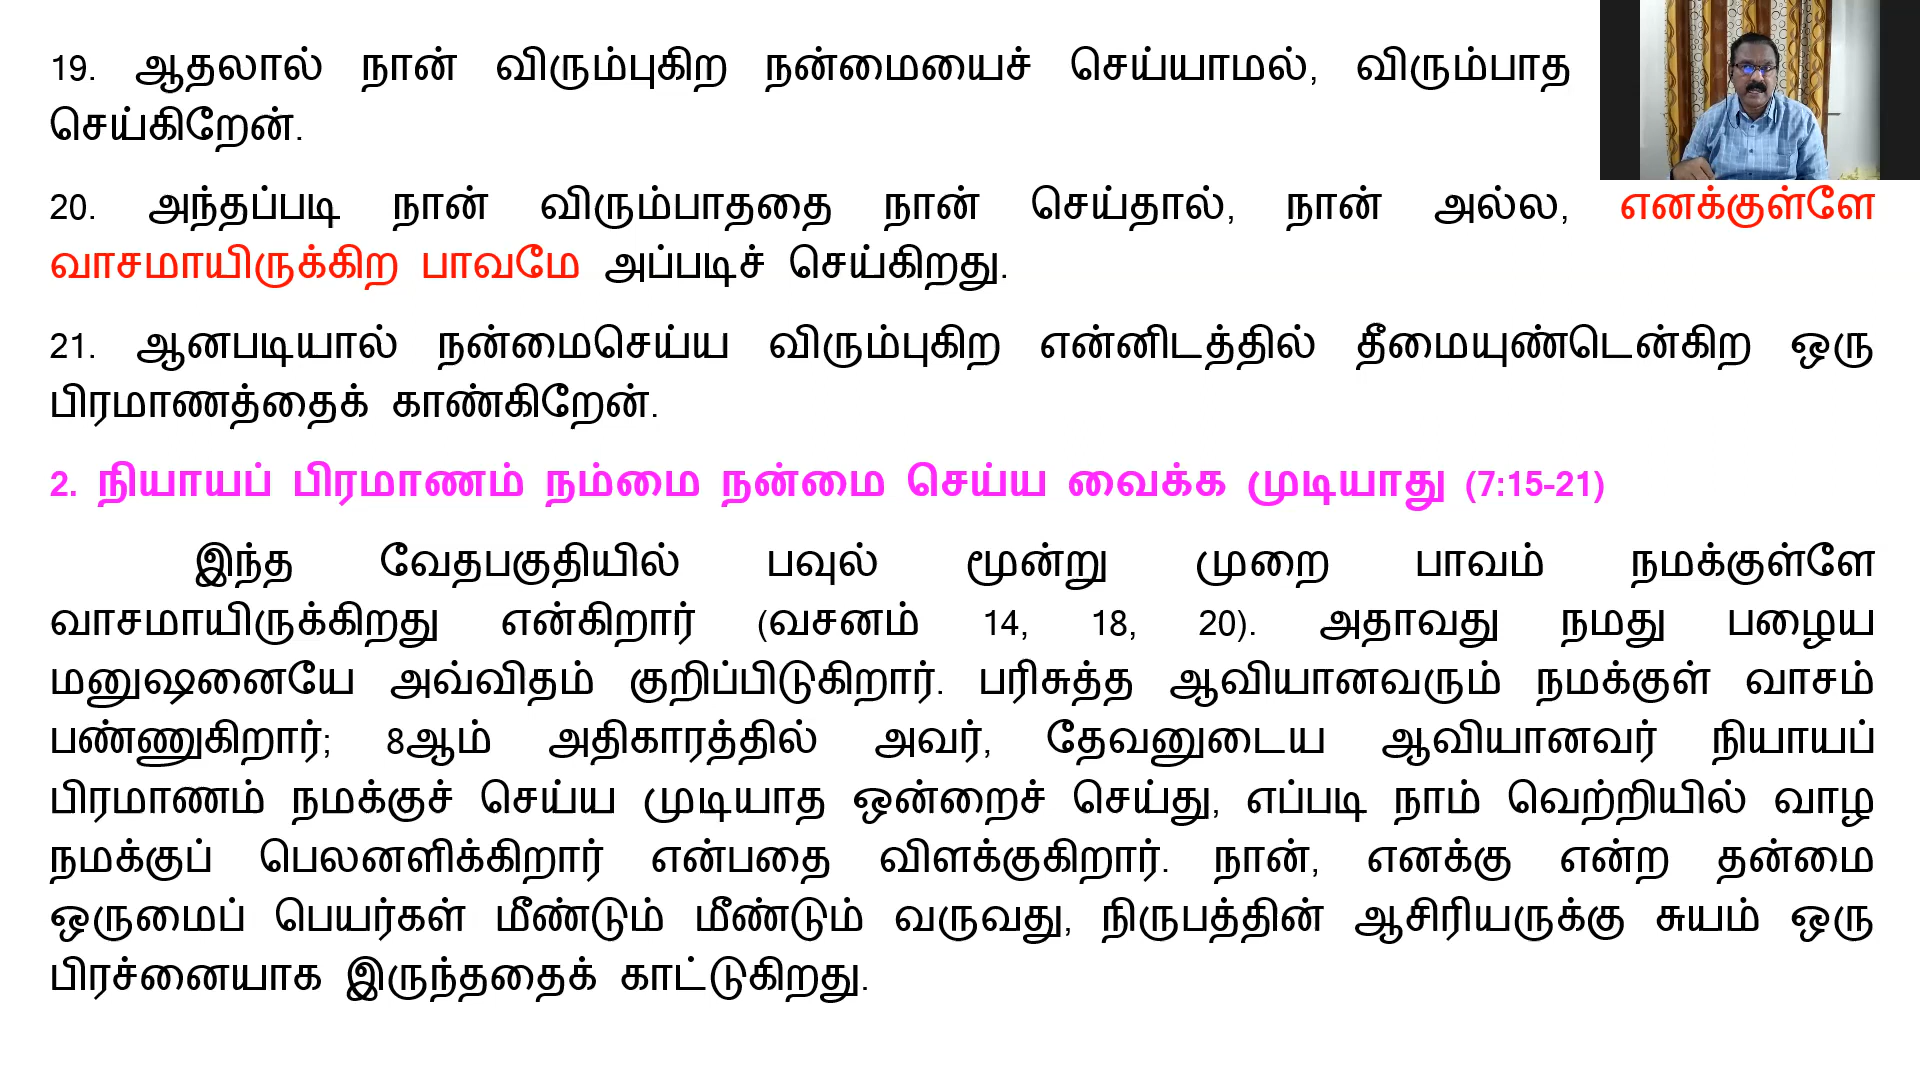 19. ஆதலால் நான் விரும்புகிற நன்மையைச் செய்யாமல், விரும்பாத
செய்கிறேன்.
20. அந்தப்படி நான் விரும்பாததை நான் செய்தால், நான் அல்ல, எனக்குள்ளே
வாசமாயிருக்கிற பாவமே அப்படிச் செய்கிறது.
21. ஆனபடியால் நன்மைசெய்ய விரும்புகிற என்னிடத்தில் தீமையுண்டென்கிற ஒரு
பிரமாணத்தைக் காண்கிறேன்.
2. நியாயப் பிரமாணம் நம்மை நன்மை செய்ய வைக்க முடியாது (7:15-21)
இந்த வேதபகுதியில் பவுல் மூன்று முறை பாவம் நமக்குள்ளே
வாசமாயிருக்கிறது என்கிறார் (வசனம் 14, 18, 20). அதாவது நமது பழைய
மனுஷனையே அவ்விதம் குறிப்பிடுகிறார். பரிசுத்த ஆவியானவரும் நமக்குள் வாசம்
பண்ணுகிறார்; 8ஆம் அதிகாரத்தில் அவர், தேவனுடைய ஆவியானவர் நியாயப்
பிரமாணம் நமக்குச் செய்ய முடியாத ஒன்றைச் செய்து, எப்படி நாம் வெற்றியில் வாழ
நமக்குப் பெலனளிக்கிறார் என்பதை விளக்குகிறார். நான், எனக்கு என்ற தன்மை
ஒருமைப் பெயர்கள் மீண்டும் மீண்டும் வருவது, நிருபத்தின் ஆசிரியருக்கு சுயம் ஒரு
பிரச்னையாக இருந்ததைக் காட்டுகிறது.